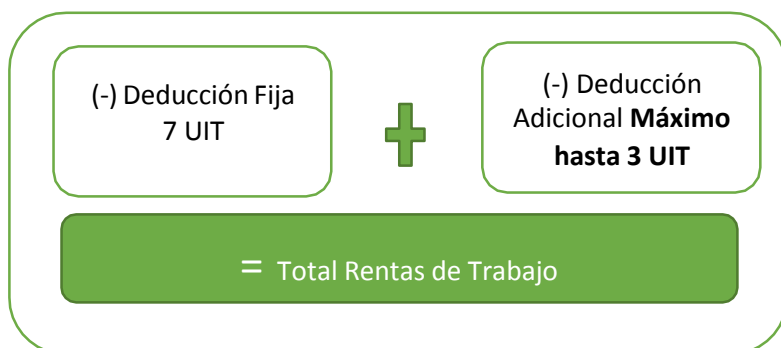 (-) Deducción Fija
7 UIT
(-) Deducción
Adicional Máximo
hasta 3 UIT
= Total Rentas de Trabajo